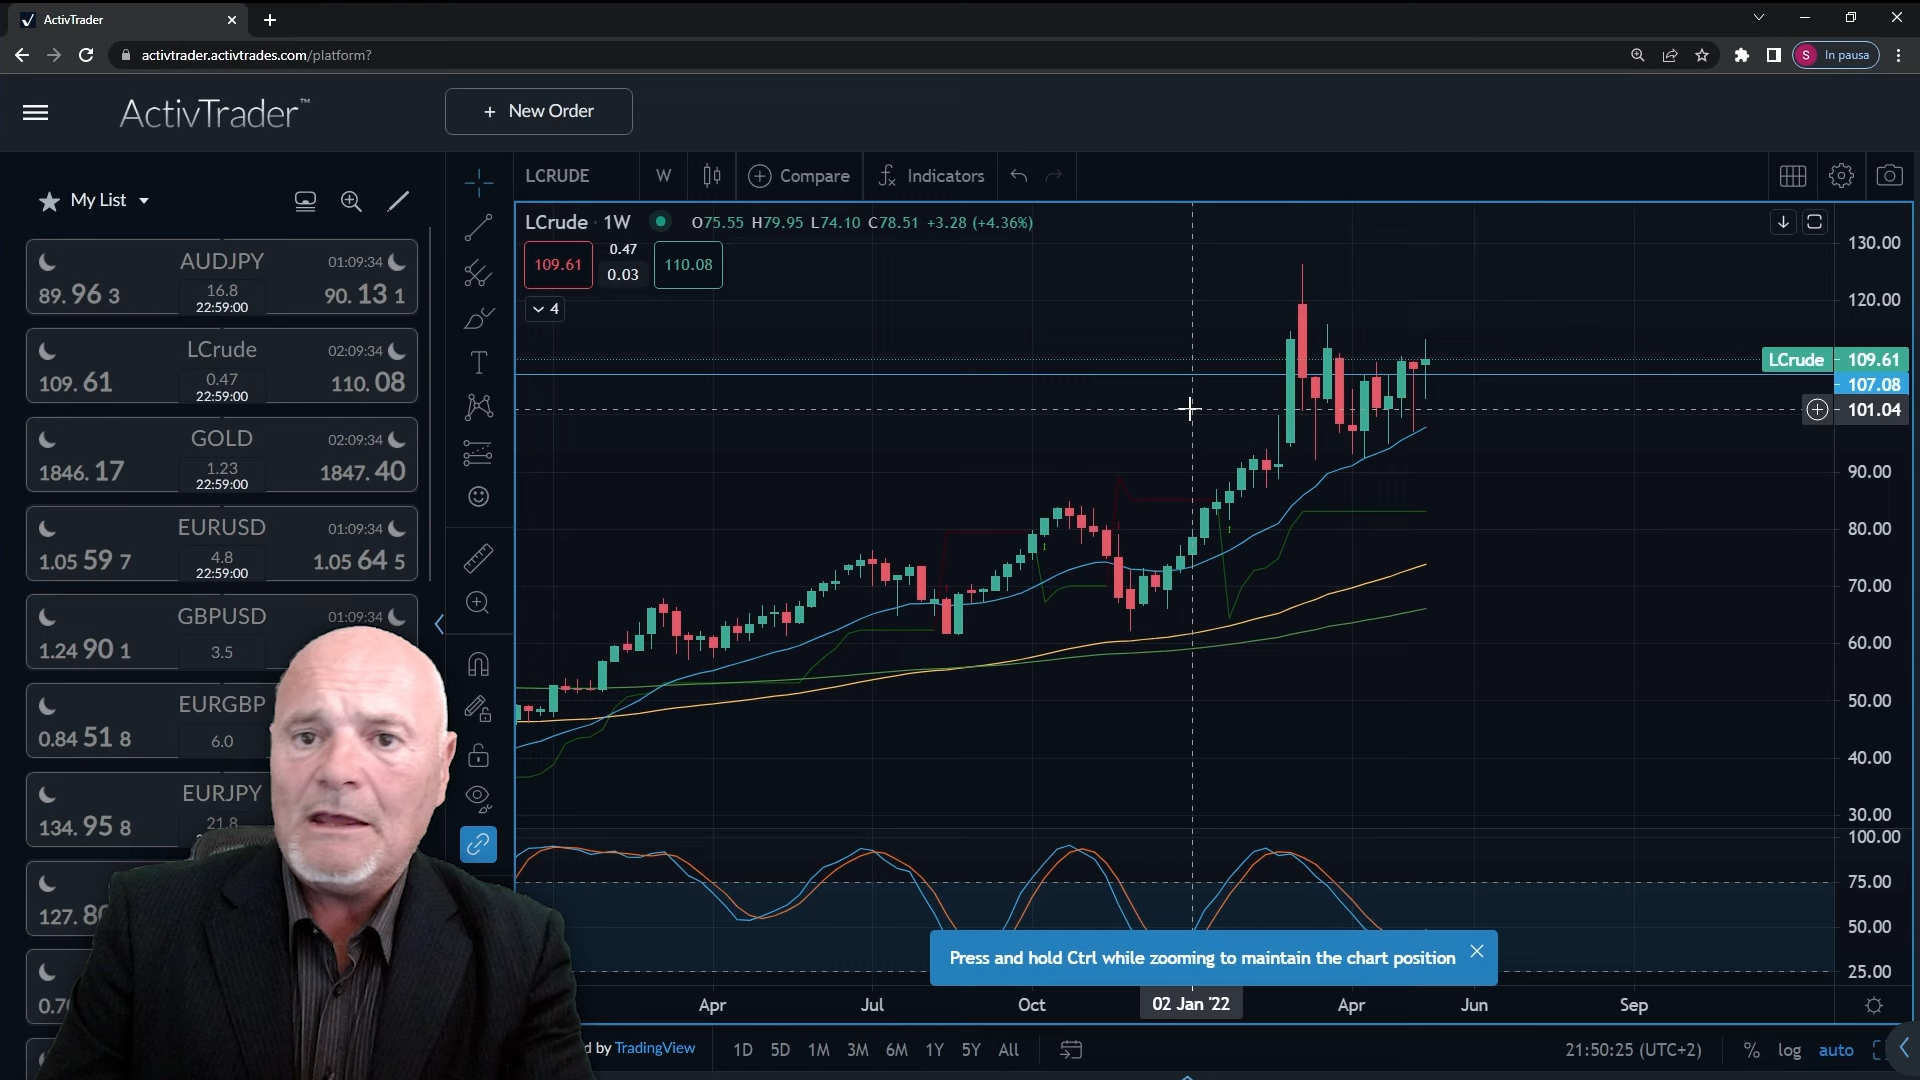 ActivTrader
activtrader.activtrades.com/platform?
S In pausa
ActivTrader™
+ New Order
My List
LCRUDE W Compare Indicators
LCrude · 1W O75.55 H79.95 L74.10 C78.51 +3.28 (+4.36%)
109.61 0.47 0.03 110.08
4
AUDJPY 01:09:34
89. 96 3 16.8 22:59:00 90. 13 1
LCrude 02:09:34
109. 61 0.47 22:59:00 110. 08
GOLD 02:09:34
1846. 17 1.23 22:59:00 1847. 40
EURUSD 01:09:34
1.05 59 7 4.8 22:59:00 1.05 64 5
GBPUSD 01:09:34
1.24 90 1 3.5
EURGBP
0.84 51 8 6.0
EURJPY
134. 95 8 21.8
127.
130.00
120.00
LCrude 109.61
107.08
101.04
90.00
80.00
70.00
60.00
50.00
40.00
30.00
100.00
75.00
50.00
25.00
Press and hold Ctrl while zooming to maintain the chart position
Apr Jul Oct 02 Jan '22 Apr Jun Sep
d by TradingView 1D 5D 1M 3M 6M 1Y 5Y All 21:50:25 (UTC+2) % log auto